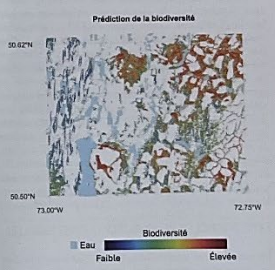 Prédiction de la biodiversité
50.62°N
50.50°N
73.00°W
72.75°W
Biodiversité
Eau
Faible
Élevée